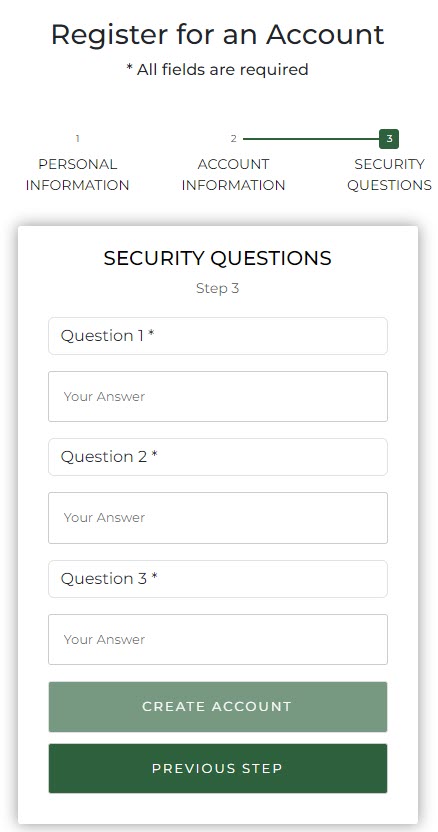 Register for an Account
* All fields are required
1
2
3
PERSONAL INFORMATION
ACCOUNT INFORMATION
SECURITY QUESTIONS
SECURITY QUESTIONS
Step 3
Question 1 *
Your Answer
Question 2 *
Your Answer
Question 3 *
Your Answer
CREATE ACCOUNT
PREVIOUS STEP